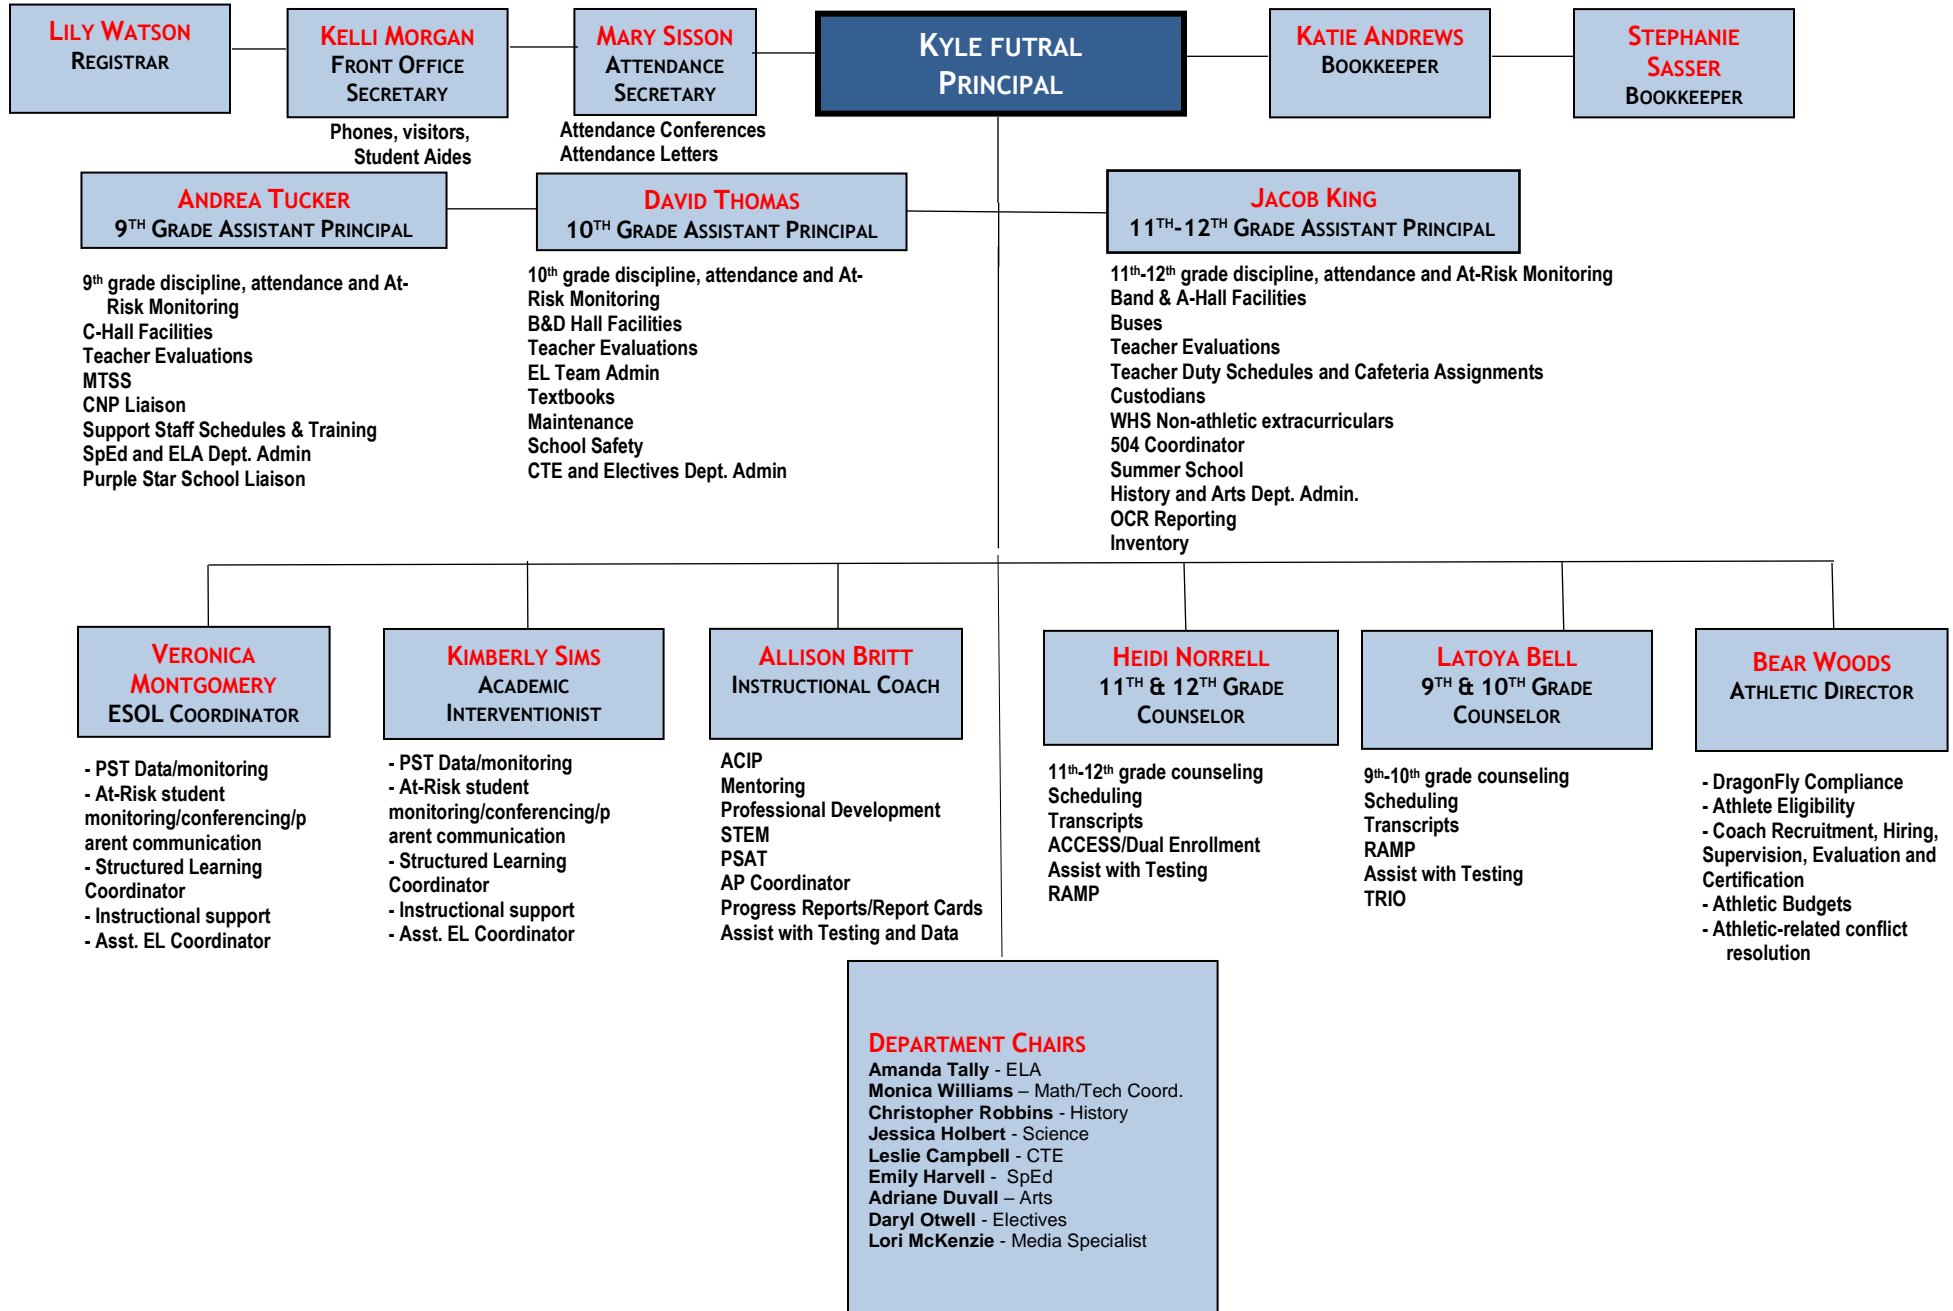 LILY WATSON
REGISTRAR
KELLI MORGAN
FRONT OFFICE
SECRETARY
Phones, visitors,
Student Aides
MARY SISSON
ATTENDANCE
SECRETARY
Attendance Conferences
Attendance Letters
KYLE FUTRAL
PRINCIPAL
KATIE ANDREWS
BOOKKEEPER
STEPHANIE
SASSER
BOOKKEEPER
ANDREA TUCKER
9TH GRADE ASSISTANT PRINCIPAL
9th grade discipline, attendance and At-
Risk Monitoring
C-Hall Facilities
Teacher Evaluations
MTSS
CNP Liaison
Support Staff Schedules & Training
SpEd and ELA Dept. Admin
Purple Star School Liaison
DAVID THOMAS
10TH GRADE ASSISTANT PRINCIPAL
10th grade discipline, attendance and At-
Risk Monitoring
B&D Hall Facilities
Teacher Evaluations
EL Team Admin
Textbooks
Maintenance
School Safety
CTE and Electives Dept. Admin
JACOB KING
11TH-12TH GRADE ASSISTANT PRINCIPAL
11th-12th grade discipline, attendance and At-Risk Monitoring
Band & A-Hall Facilities
Buses
Teacher Evaluations
Teacher Duty Schedules and Cafeteria Assignments
Custodians
WHS Non-athletic extracurriculars
504 Coordinator
Summer School
History and Arts Dept. Admin.
OCR Reporting
Inventory
VERONICA
MONTGOMERY
ESOL COORDINATOR
- PST Data/monitoring
- At-Risk student
monitoring/conferencing/p
arent communication
- Structured Learning
Coordinator
- Instructional support
- Asst. EL Coordinator
KIMBERLY SIMS
ACADEMIC
INTERVENTIONIST
- PST Data/monitoring
- At-Risk student
monitoring/conferencing/p
arent communication
- Structured Learning
Coordinator
- Instructional support
- Asst. EL Coordinator
ALLISON BRITT
INSTRUCTIONAL COACH
ACIP
Mentoring
Professional Development
STEM
PSAT
AP Coordinator
Progress Reports/Report Cards
Assist with Testing and Data
HEIDI NORRELL
11TH & 12TH GRADE
COUNSELOR
11th-12th grade counseling
Scheduling
Transcripts
ACCESS/Dual Enrollment
Assist with Testing
RAMP
LATOYA BELL
9TH & 10TH GRADE
COUNSELOR
9th-10th grade counseling
Scheduling
Transcripts
RAMP
Assist with Testing
TRIO
BEAR WOODS
ATHLETIC DIRECTOR
- DragonFly Compliance
- Athlete Eligibility
- Coach Recruitment, Hiring,
Supervision, Evaluation and
Certification
- Athletic Budgets
- Athletic-related conflict
resolution
DEPARTMENT CHAIRS
Amanda Tally - ELA
Monica Williams – Math/Tech Coord.
Christopher Robbins - History
Jessica Holbert - Science
Leslie Campbell - CTE
Emily Harvell - SpEd
Adriane Duvall – Arts
Daryl Otwell - Electives
Lori McKenzie - Media Specialist